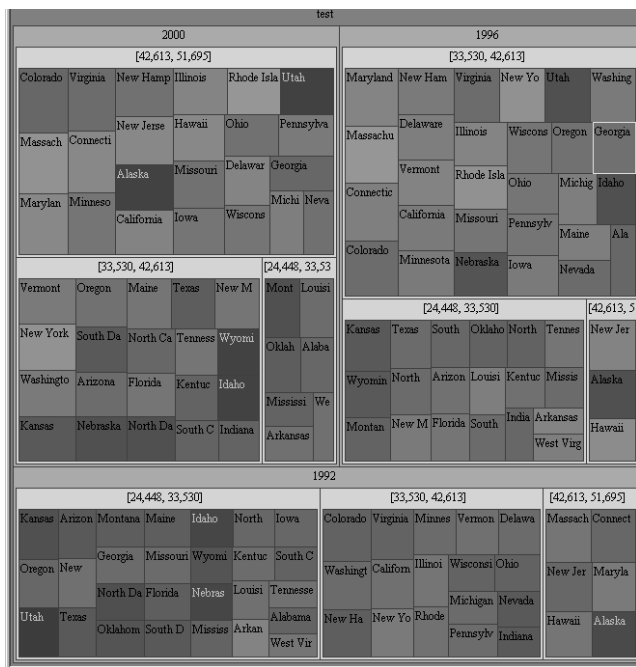 test
2000
1996
[42,613, 51,695]
Colorado Virginia New Hamp Illinois Rhode Isla Utah
New Jerse Hawaii Ohio Pennsylva
Massach Connecti
Alaska Missouri Delawar Georgia
Marylan Minneso
California Iowa Wiscons Michi Neva
[33,530, 42,613]
Maryland New Ham Virginia New Yo Utah Washing
Massachu Delaware Illinois Wiscons Oregon Georgia
Vermont Rhode Isla Ohio Michig Idaho
Connectic California Missouri Pennsylv Maine Ala
Colorado Minnesota Nebraska Iowa Nevada
[33,530, 42,613]
Vermont Oregon Maine Texas New M
New York South Da North Ca Tenness Wyomi
Washingto Arizona Florida Kentuc Idaho
Kansas Nebraska North Da South C Indiana
[24,448, 33,53
Mont Louisi
Oklah Alaba
Mississi We
Arkansas
[24,448, 33,530]
Kansas Texas South Oklaho North Tennes
Wyomin North Arizon Louisi Kentuc Missis
Montan New M Florida South India Arkansas
West Virg
[42,613, 5
New Jer
Alaska
Hawaii
1992
[24,448, 33,530]
Kansas Arizon Montana Maine Idaho North Iowa
Oregon New Georgia Missouri Wyomi Kentuc South C
North Da Florida Nebras Louisi Tennesse
Utah Texas Alabama
Oklahom South D Mississ Arkan West Vir
[33,530, 42,613]
Colorado Virginia Minnes Vermon Delawa
Washingt Californ Illinoi Wisconsi Ohio
Michigan Nevada
New Ha New Yo Rhode Pennsylv Indiana
[42,613, 51,695]
Massach Connect
New Jer Maryla
Hawaii Alaska